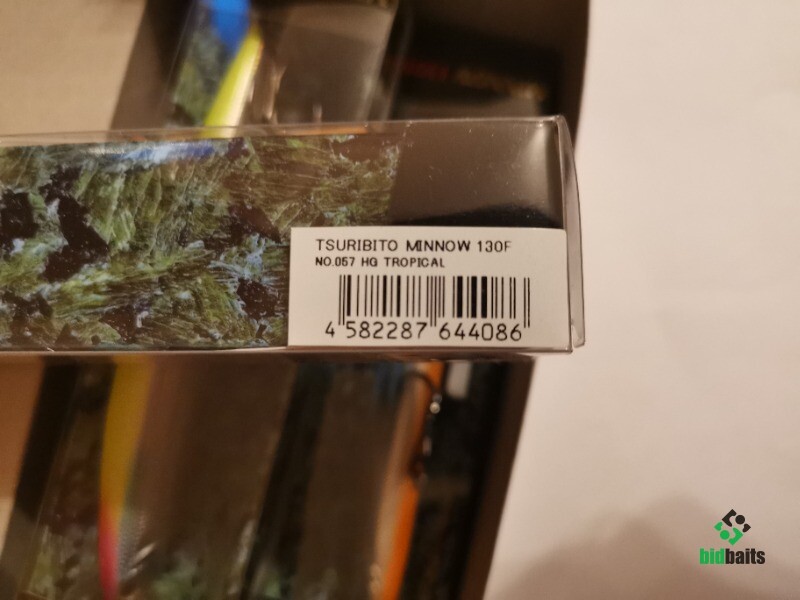 TSURIBITO MINNOW 130F
NO.057 HG TROPICAL
4 582287 644086
bidbaits